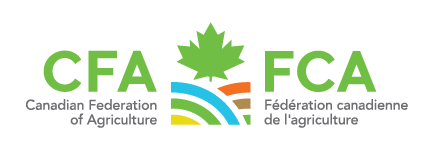 CFA
Canadian Federation
of Agriculture
FCA
Fédération canadienne
de l'agriculture